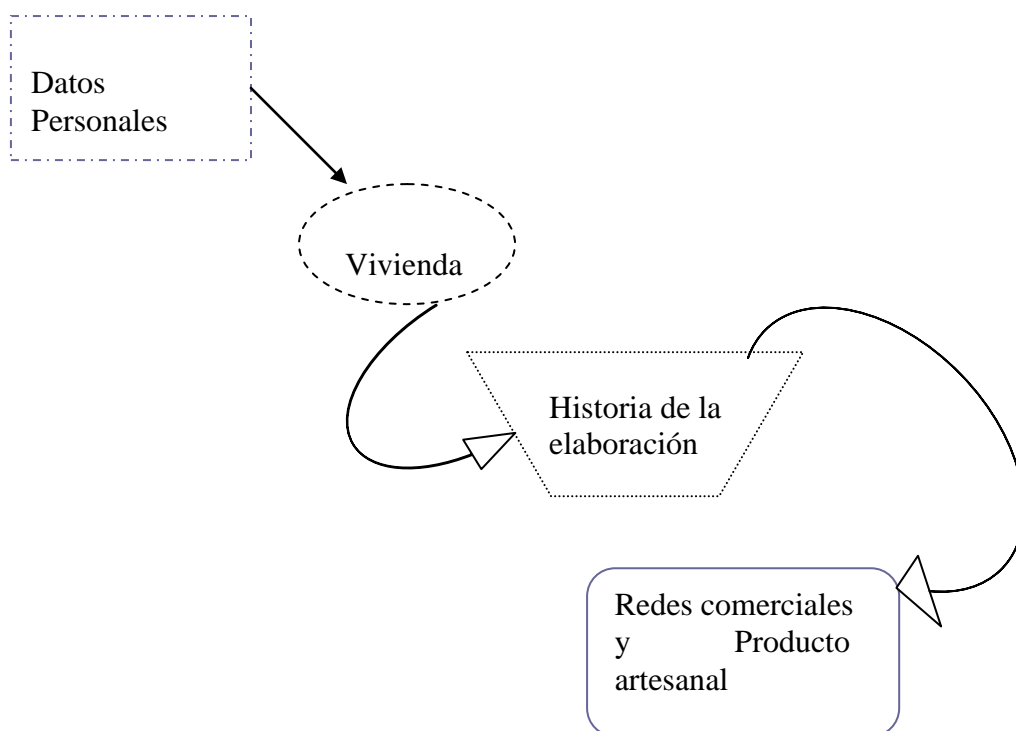 Datos
Personales
Vivienda
Historia de la
elaboración
Redes comerciales
y Producto
artesanal